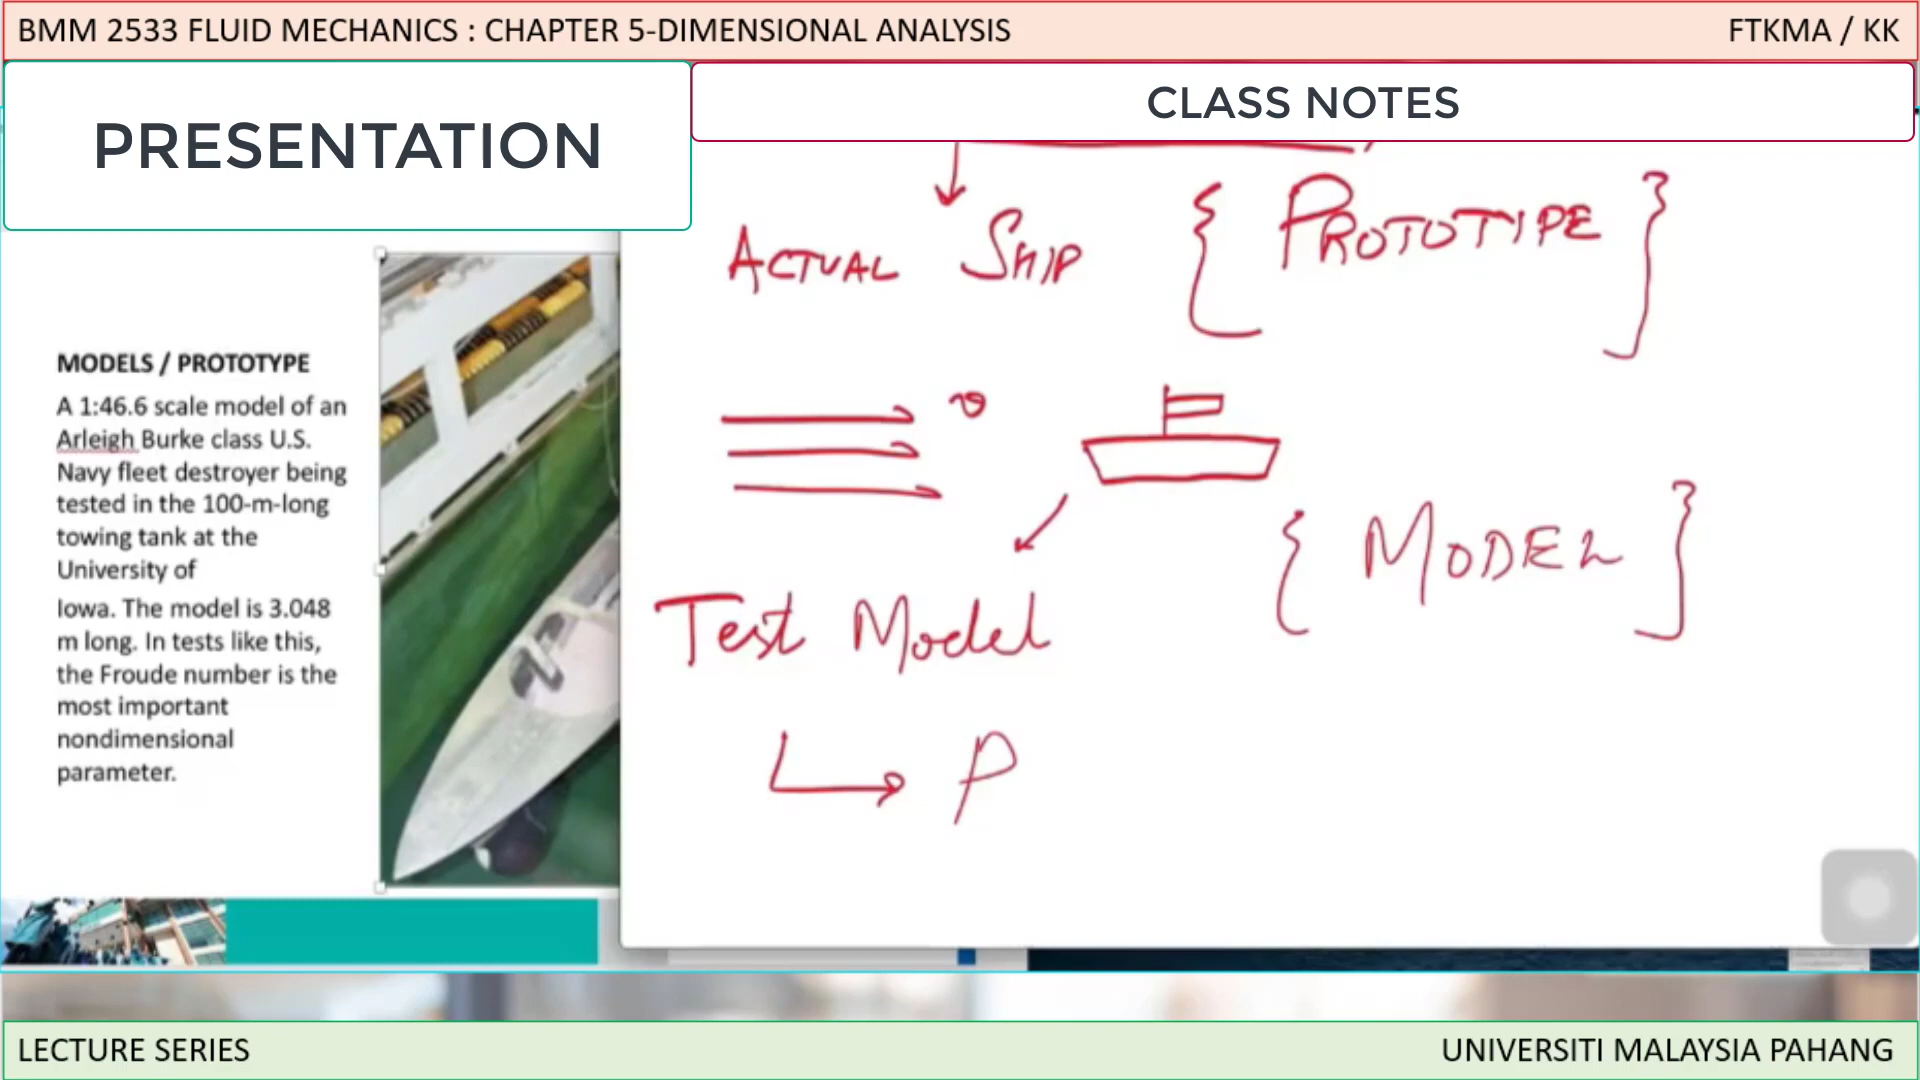 BMM 2533 FLUID MECHANICS : CHAPTER 5-DIMENSIONAL ANALYSIS
FTKMA / KK
PRESENTATION
CLASS NOTES
MODELS / PROTOTYPE
A 1:46.6 scale model of an
Arleigh Burke class U.S.
Navy fleet destroyer being
tested in the 100-m-long
towing tank at the
University of
Iowa. The model is 3.048
m long. In tests like this,
the Froude number is the
most important
nondimensional
parameter.
ACTUAL SHIP { PROTOTYPE }
v
{ MODEL }
Test Model
P
LECTURE SERIES
UNIVERSITI MALAYSIA PAHANG